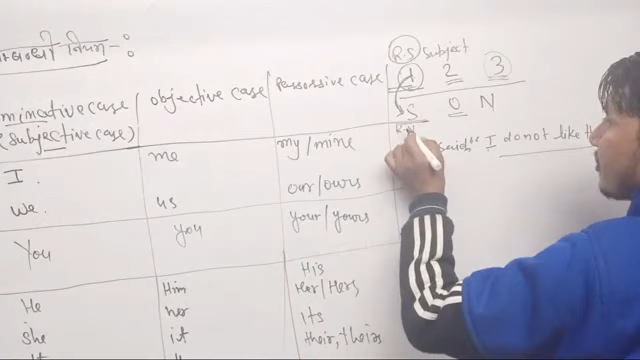 नियम -:
R.S subject
1 2 3
S O N
R.N
minative case objective case Possossive case
(subjective case)
said" I do not like th
I. me my/mine
We. us our/ours
You you your/yours
His
He Him Her/Hers
she her Its
it their, theirs